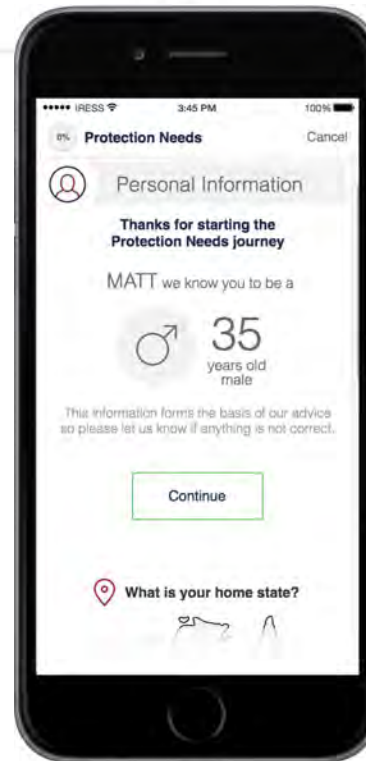 IRESS 3:45 PM 100%
0% Protection Needs Cancel
Personal Information
Thanks for starting the
Protection Needs journey
MATT we know you to be a
35
years old
male
This information forms the basis of our advice
so please let us know if anything is not correct.
Continue
What is your home state?